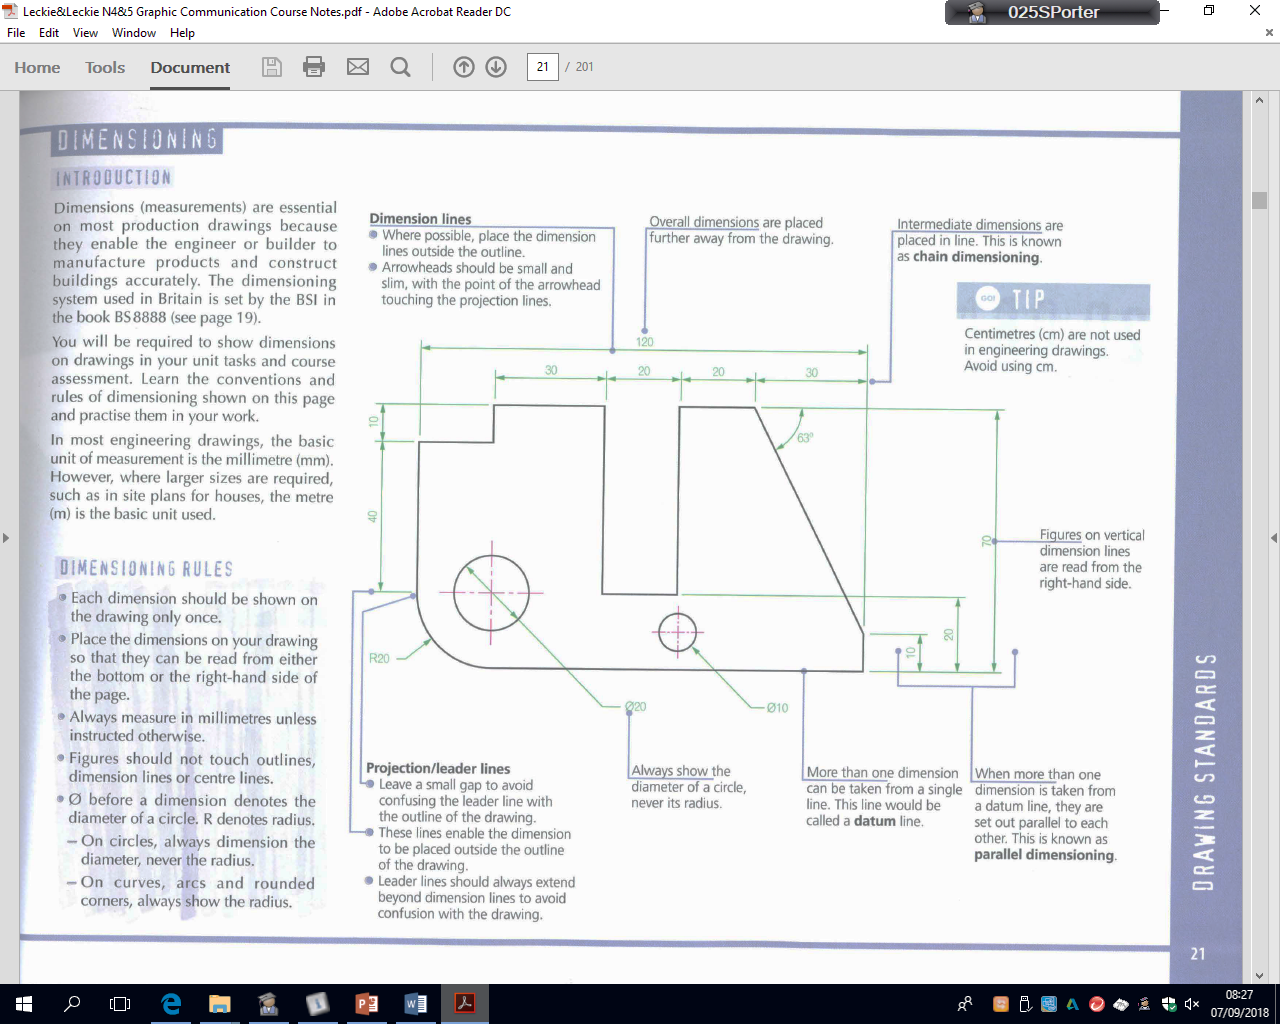 Leckie&Leckie N4&5 Graphic Communication Course Notes.pdf - Adobe Acrobat Reader DC
025SPorter
File Edit View Window Help
Home Tools Document
21 / 201
DIMENSIONING
INTRODUCTION
Dimensions (measurements) are essential
on most production drawings because
they enable the engineer or builder to
manufacture products and construct
buildings accurately. The dimensioning
system used in Britain is set by the BSI in
the book BS8888 (see page 19).
You will be required to show dimensions
on drawings in your unit tasks and course
assessment. Learn the conventions and
rules of dimensioning shown on this page
and practise them in your work.
In most engineering drawings, the basic
unit of measurement is the millimetre (mm).
However, where larger sizes are required,
such as in site plans for houses, the metre
(m) is the basic unit used.
DIMENSIONING RULES
Each dimension should be shown on
the drawing only once.
Place the dimensions on your drawing
so that they can be read from either
the bottom or the right-hand side of
the page.
Always measure in millimetres unless
instructed otherwise.
Figures should not touch outlines,
dimension lines or centre lines.
Ø before a dimension denotes the
diameter of a circle. R denotes radius.
– On circles, always dimension the
diameter, never the radius.
– On curves, arcs and rounded
corners, always show the radius.
Dimension lines
Where possible, place the dimension
lines outside the outline.
Arrowheads should be small and
slim, with the point of the arrowhead
touching the projection lines.
Overall dimensions are placed
further away from the drawing.
Intermediate dimensions are
placed in line. This is known
as chain dimensioning.
GO! TIP
Centimetres (cm) are not used
in engineering drawings.
Avoid using cm.
120
30
20
20
30
10
63°
40
70
Figures on vertical
dimension lines
are read from the
right-hand side.
20
10
R20
Ø20
Ø10
Projection/leader lines
Leave a small gap to avoid
confusing the leader line with
the outline of the drawing.
These lines enable the dimension
to be placed outside the outline
of the drawing.
Leader lines should always extend
beyond dimension lines to avoid
confusion with the drawing.
Always show the
diameter of a circle,
never its radius.
More than one dimension
can be taken from a single
line. This line would be
called a datum line.
When more than one
dimension is taken from
a datum line, they are
set out parallel to each
other. This is known as
parallel dimensioning.
DRAWING STANDARDS
21
08:27
07/09/2018